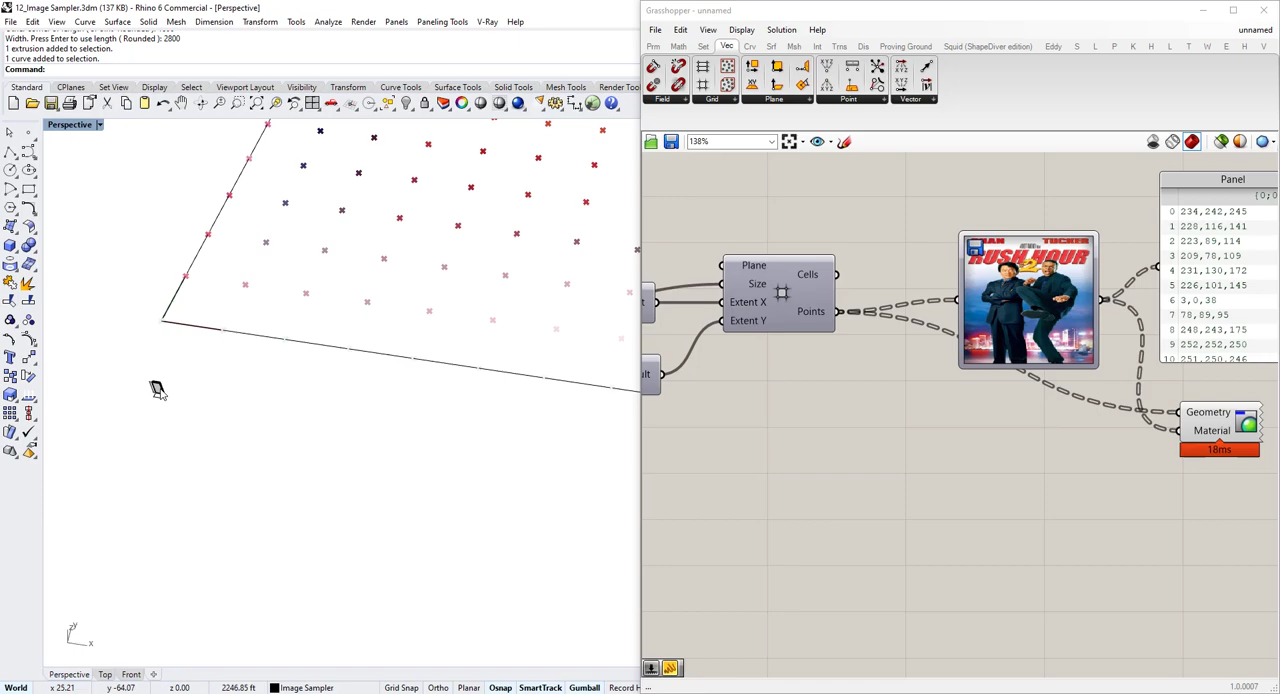 12_Image Sampler.3dm (137 KB) - Rhino 6 Commercial - [Perspective]
File Edit View Curve Surface Solid Mesh Dimension Transform Tools Analyze Render Panels Paneling Tools V-Ray Help
Width. Press Enter to use length ( Rounded ): 2800
1 extrusion added to selection.
1 curve added to selection.
Command:
Standard CPlanes Set View Display Select Viewport Layout Visibility Transform Curve Tools Surface Tools Solid Tools Mesh Tools Render Too
Perspective
z y
x
Perspective Top Front
World x 25.21 y -64.07 z 0.00 2246.85 ft Image Sampler Grid Snap Ortho Planar Osnap SmartTrack Gumball Record H
Grasshopper - unnamed
File Edit View Display Solution Help unnamed
Prm Math Set Vec Crv Srf Mah Int Trns Dis Proving Ground Squid (ShapeDiver edition) Eddy S L P K H L T W E H V
Field Grid Plane Point Vector
138%
Plane
Size
Extent X
Extent Y
Cells
Points
ult
RUSH HOUR
2
Panel
{0;0
0 234,242,245
1 228,116,141
2 223,89,114
3 209,78,109
4 231,130,172
5 226,101,145
6 3,0,38
7 78,89,95
8 248,243,175
9 252,252,250
10 251,250,246
Geometry
Material
18ms
1.0.0007